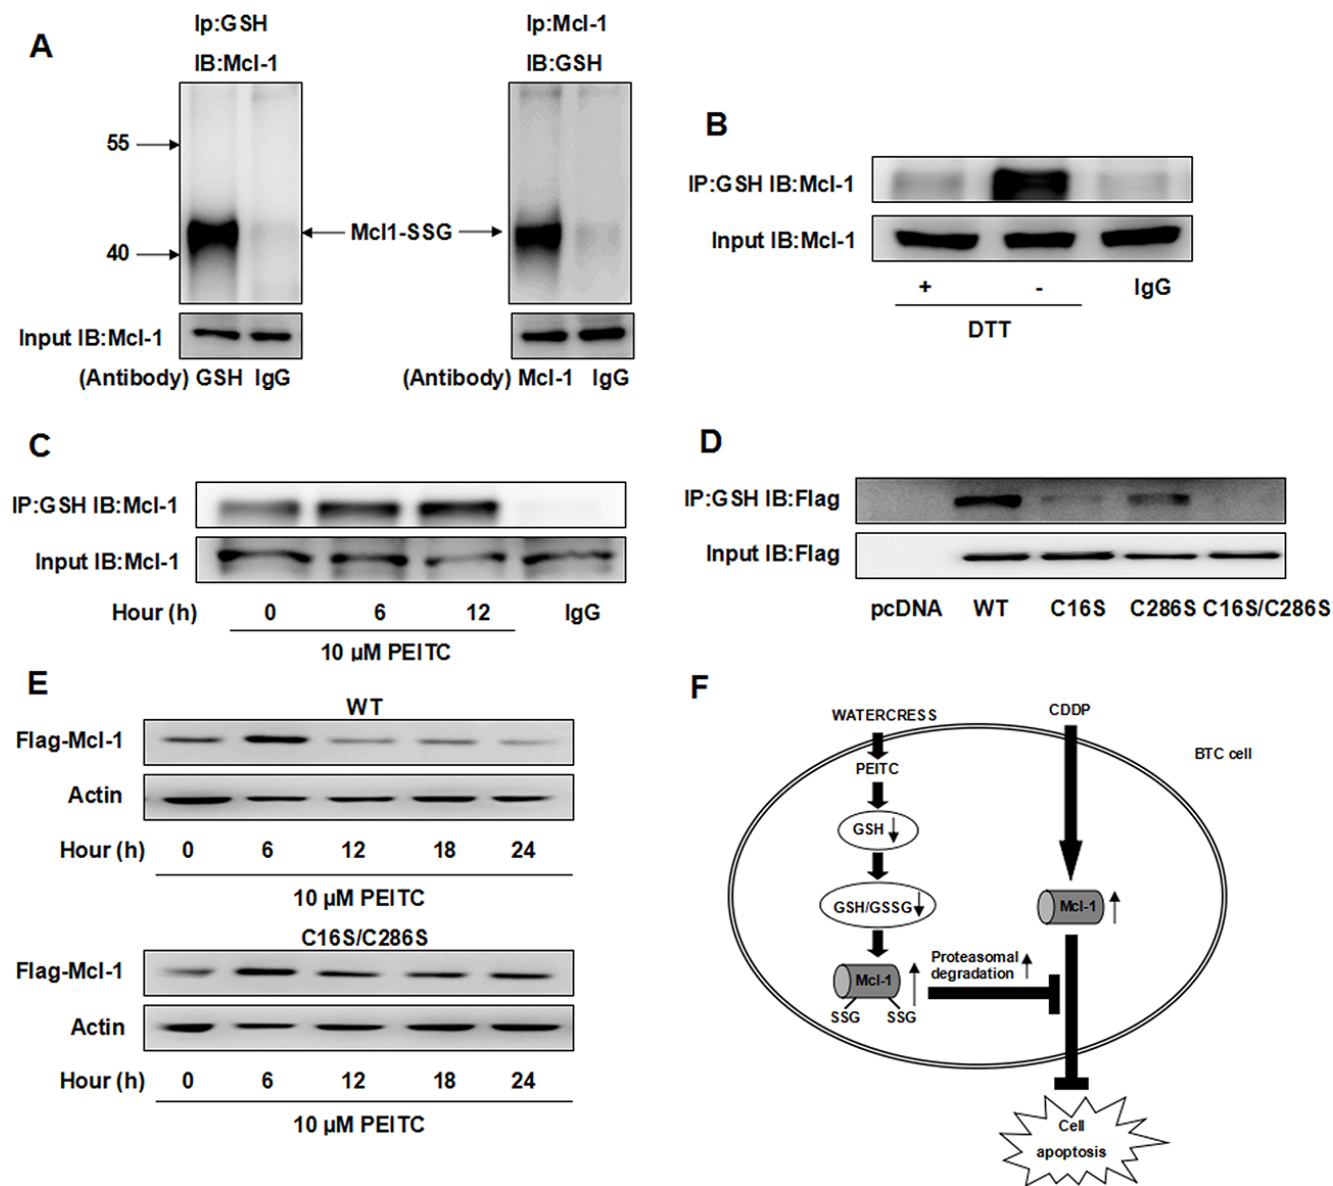 A
Ip:GSH
IB:Mcl-1
Ip:Mcl-1
IB:GSH
55
40
Mcl1-SSG
Input IB:Mcl-1
(Antibody) GSH IgG
(Antibody) Mcl-1 IgG
B
IP:GSH IB:Mcl-1
Input IB:Mcl-1
+ - IgG
DTT
C
IP:GSH IB:Mcl-1
Input IB:Mcl-1
Hour (h) 0 6 12 IgG
10 µM PEITC
D
IP:GSH IB:Flag
Input IB:Flag
pcDNA WT C16S C286S C16S/C286S
E
WT
Flag-Mcl-1
Actin
Hour (h) 0 6 12 18 24
10 µM PEITC
C16S/C286S
Flag-Mcl-1
Actin
Hour (h) 0 6 12 18 24
10 µM PEITC
F
WATERCRESS
CDDP
BTC cell
PEITC
GSH
GSH/GSSG
Mcl-1
Mcl-1
SSG SSG
Proteasomal
degradation
Cell
apoptosis